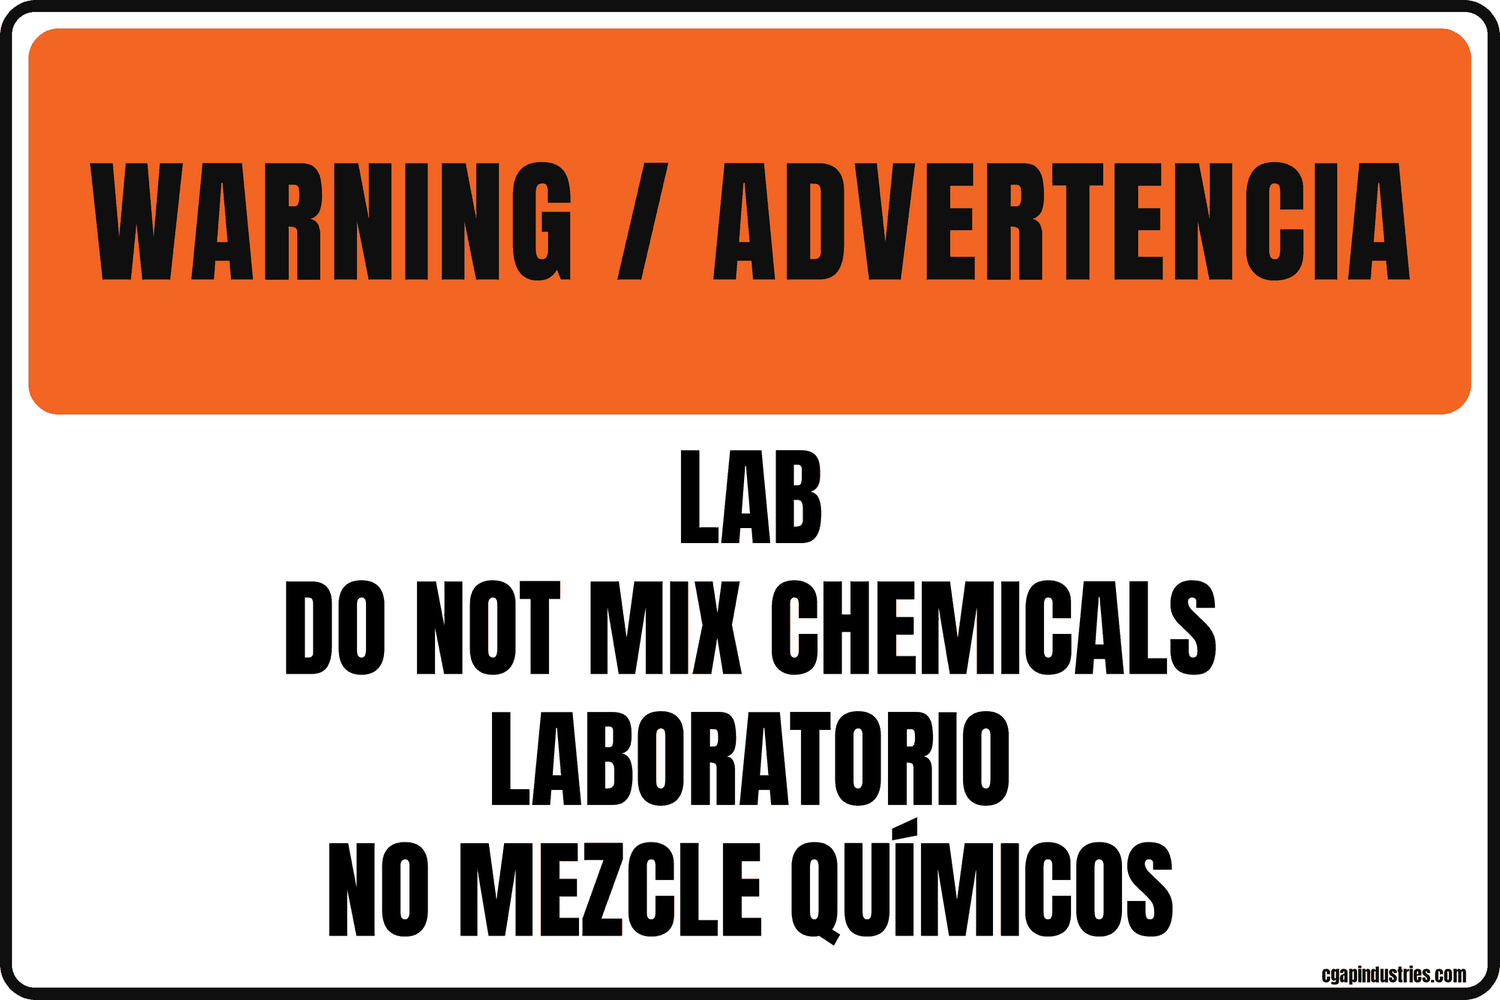 WARNING / ADVERTENCIA
LAB
DO NOT MIX CHEMICALS
LABORATORIO
NO MEZCLE QUÍMICOS
cgapindustries.com